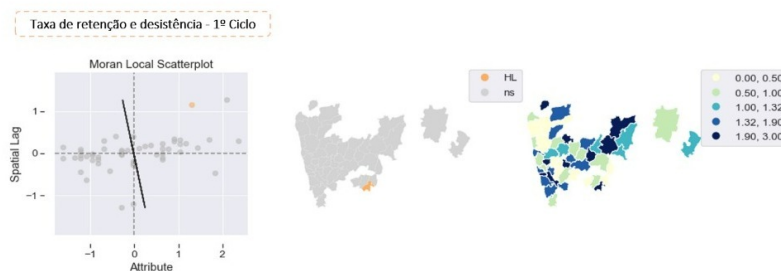 Taxa de retenção e desistência - 1º Ciclo
Moran Local Scatterplot
Spatial Lag
1
0
−1
−1
0
1
2
Attribute
HL
ns
0.00, 0.50
0.50, 1.00
1.00, 1.32
1.32, 1.90
1.90, 3.00